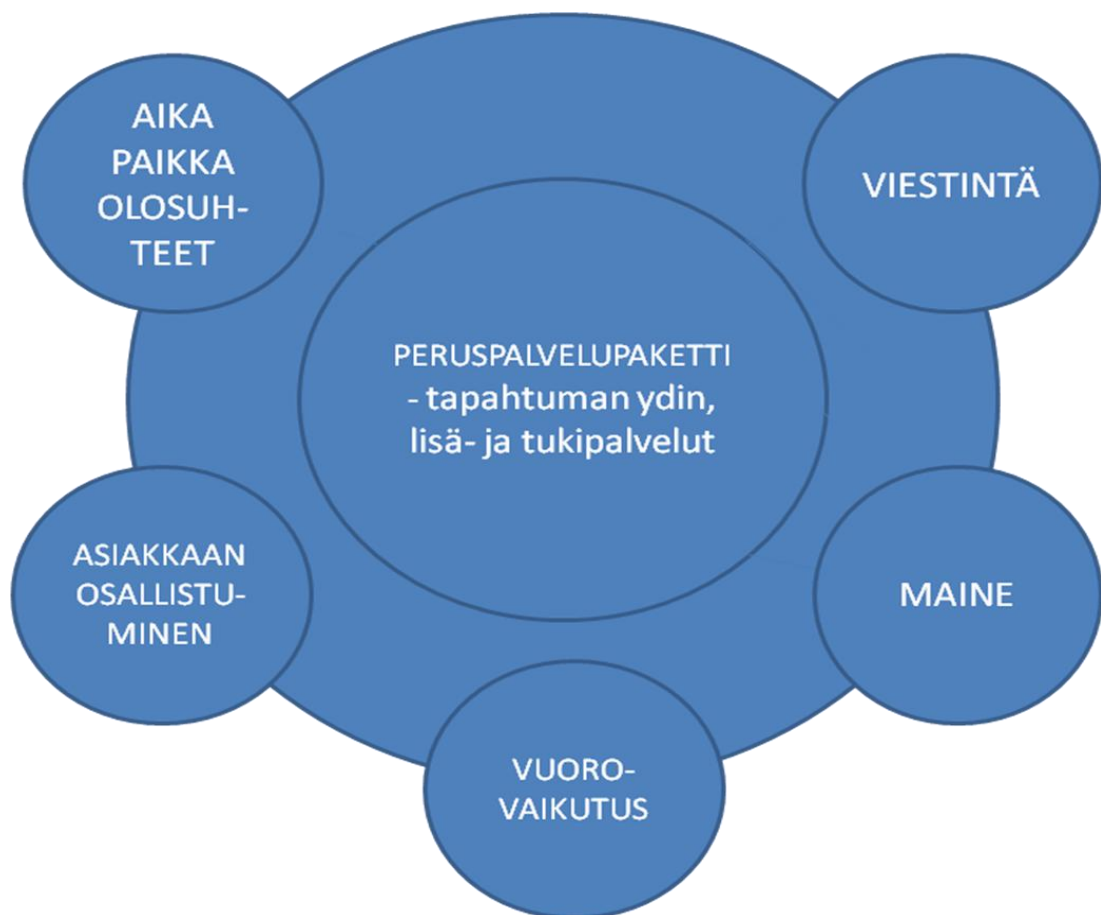 AIKA
PAIKKA
OLOSUH-
TEET
VIESTINTÄ
PERUSPALVELUPAKETTI
- tapahtuman ydin,
lisä- ja tukipalvelut
ASIAKKAAN
OSALLISTU-
MINEN
MAINE
VUORO-
VAIKUTUS